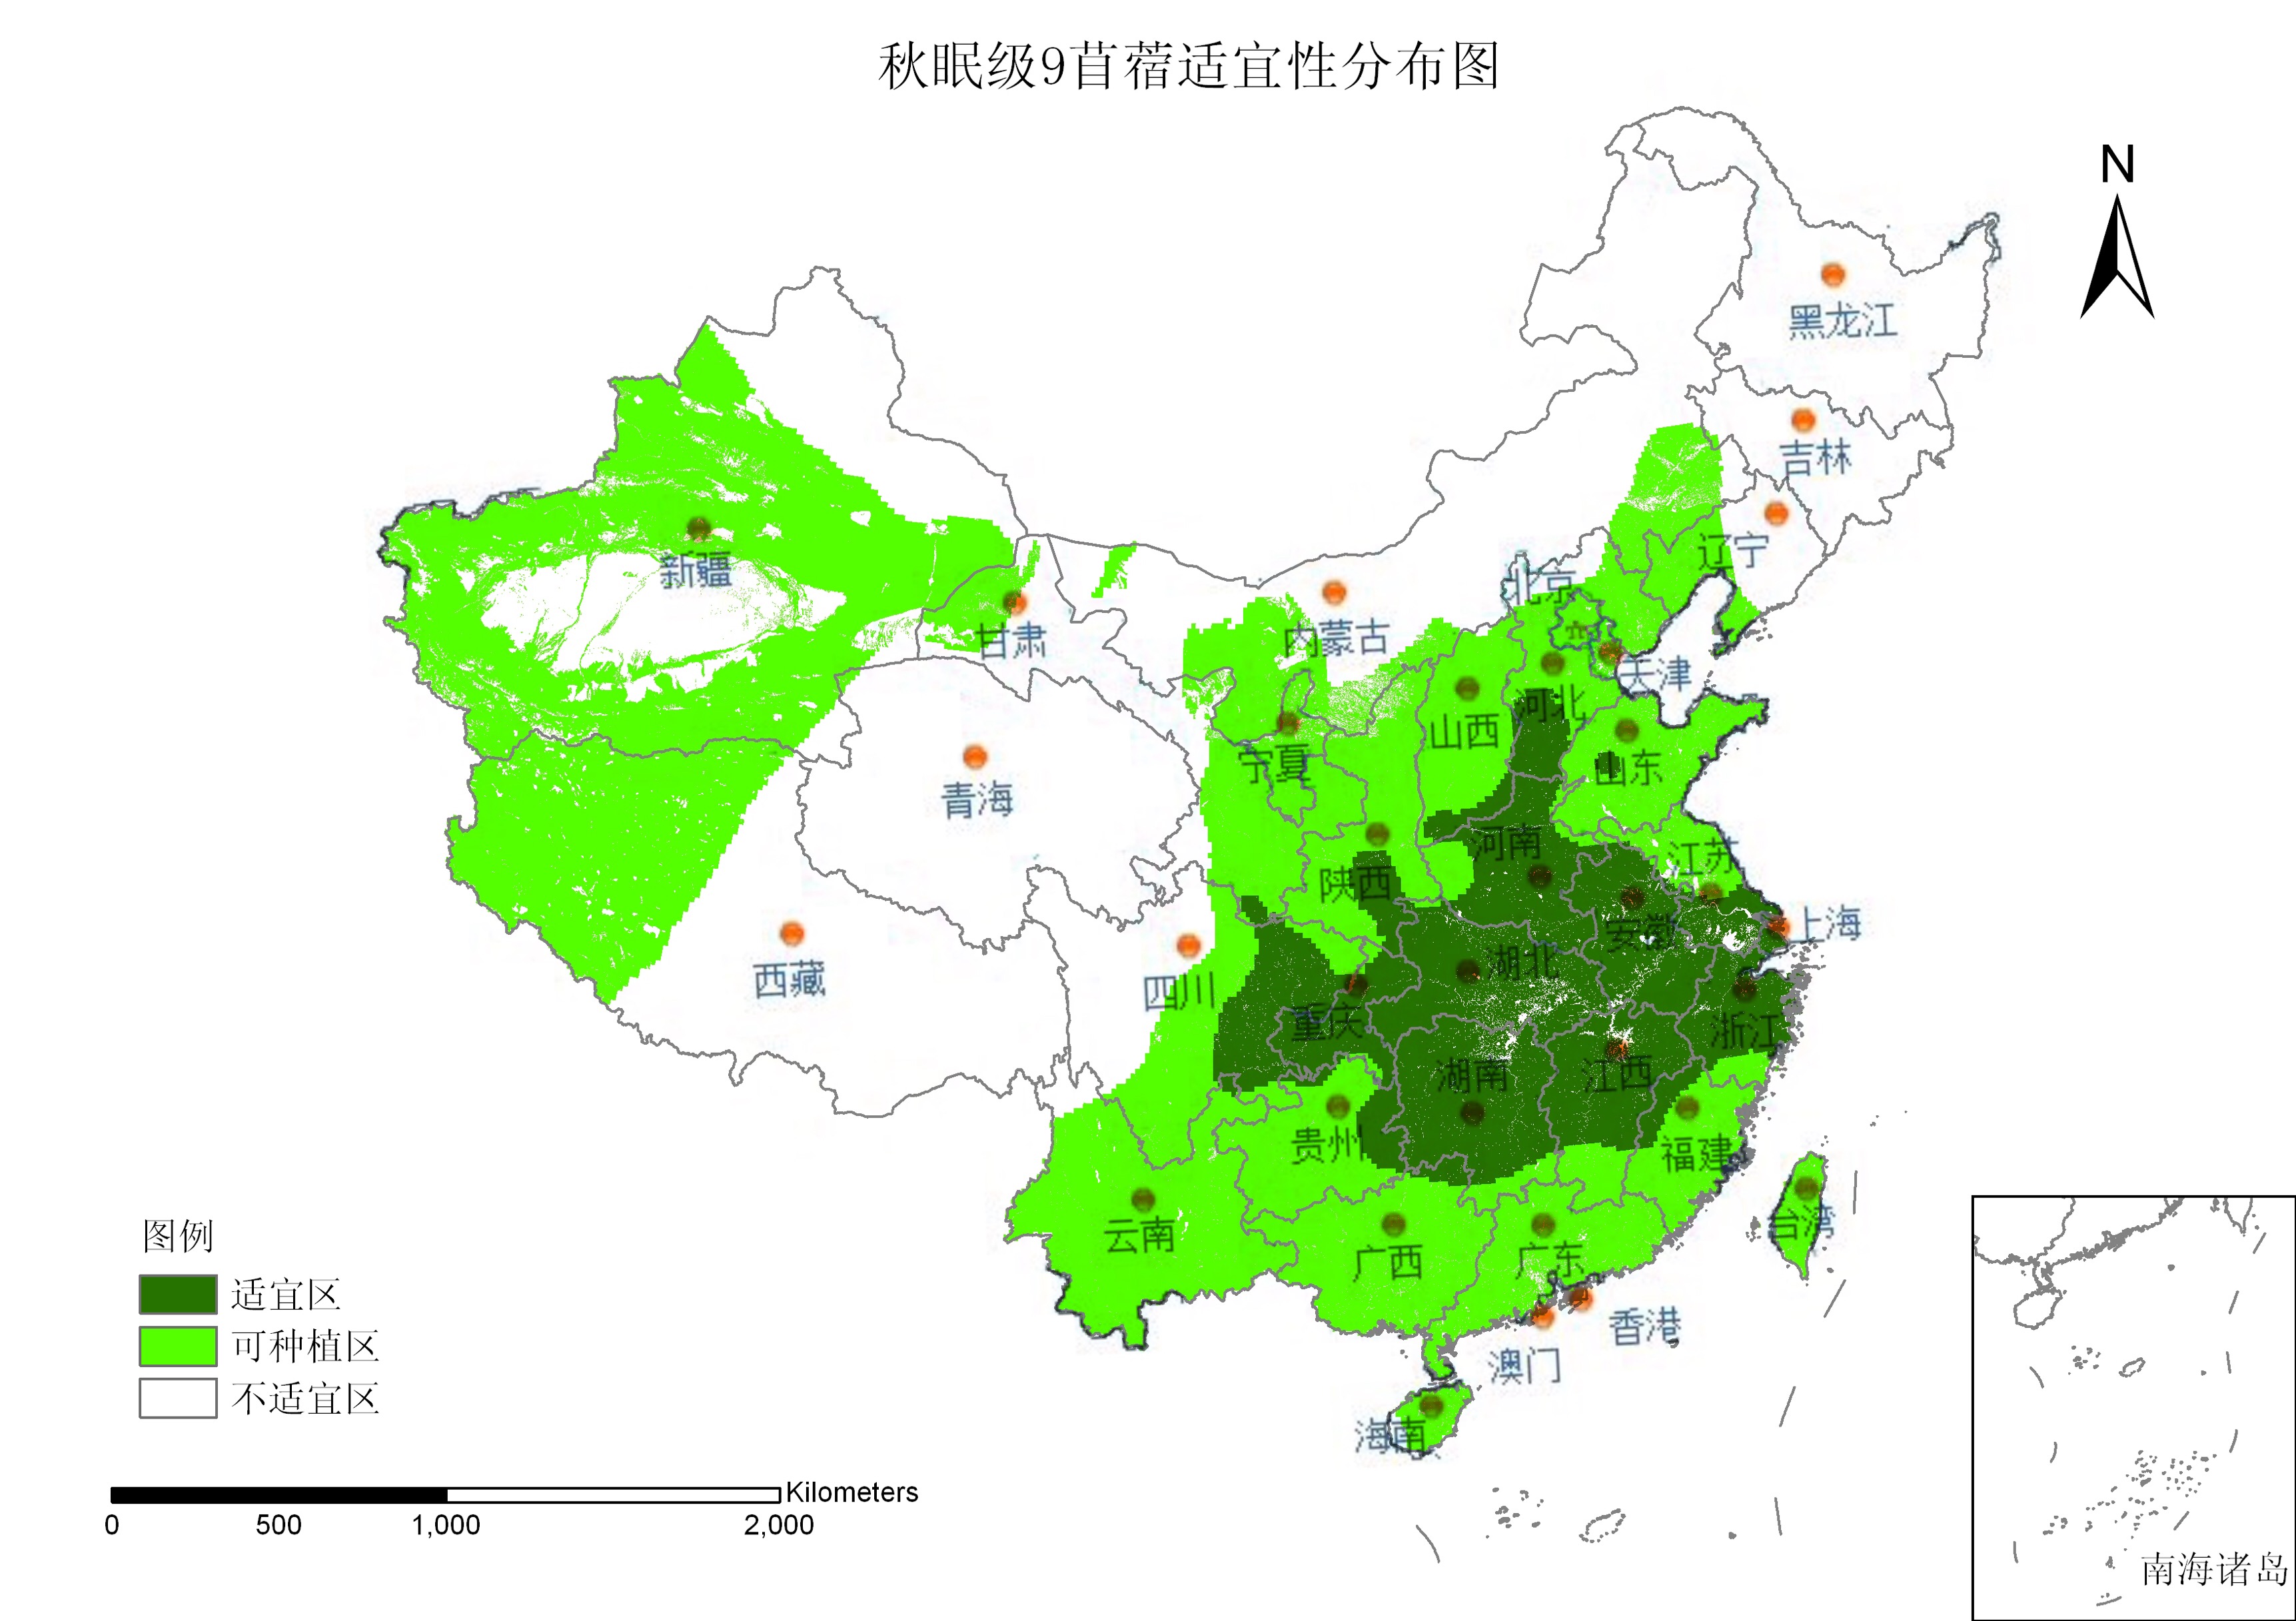 秋眠级9苜蓿适宜性分布图
N
黑龙江
吉林
辽宁
北京
新疆
甘肃
内蒙古
天津
河北
山西
宁夏
山东
青海
河南
江苏
陕西
上海
安徽
湖北
西藏
四川
重庆
浙江
湖南
江西
贵州
福建
云南
台湾
广西
广东
香港
澳门
海南
图例
适宜区
可种植区
不适宜区
Kilometers
0 500 1,000 2,000
南海诸岛